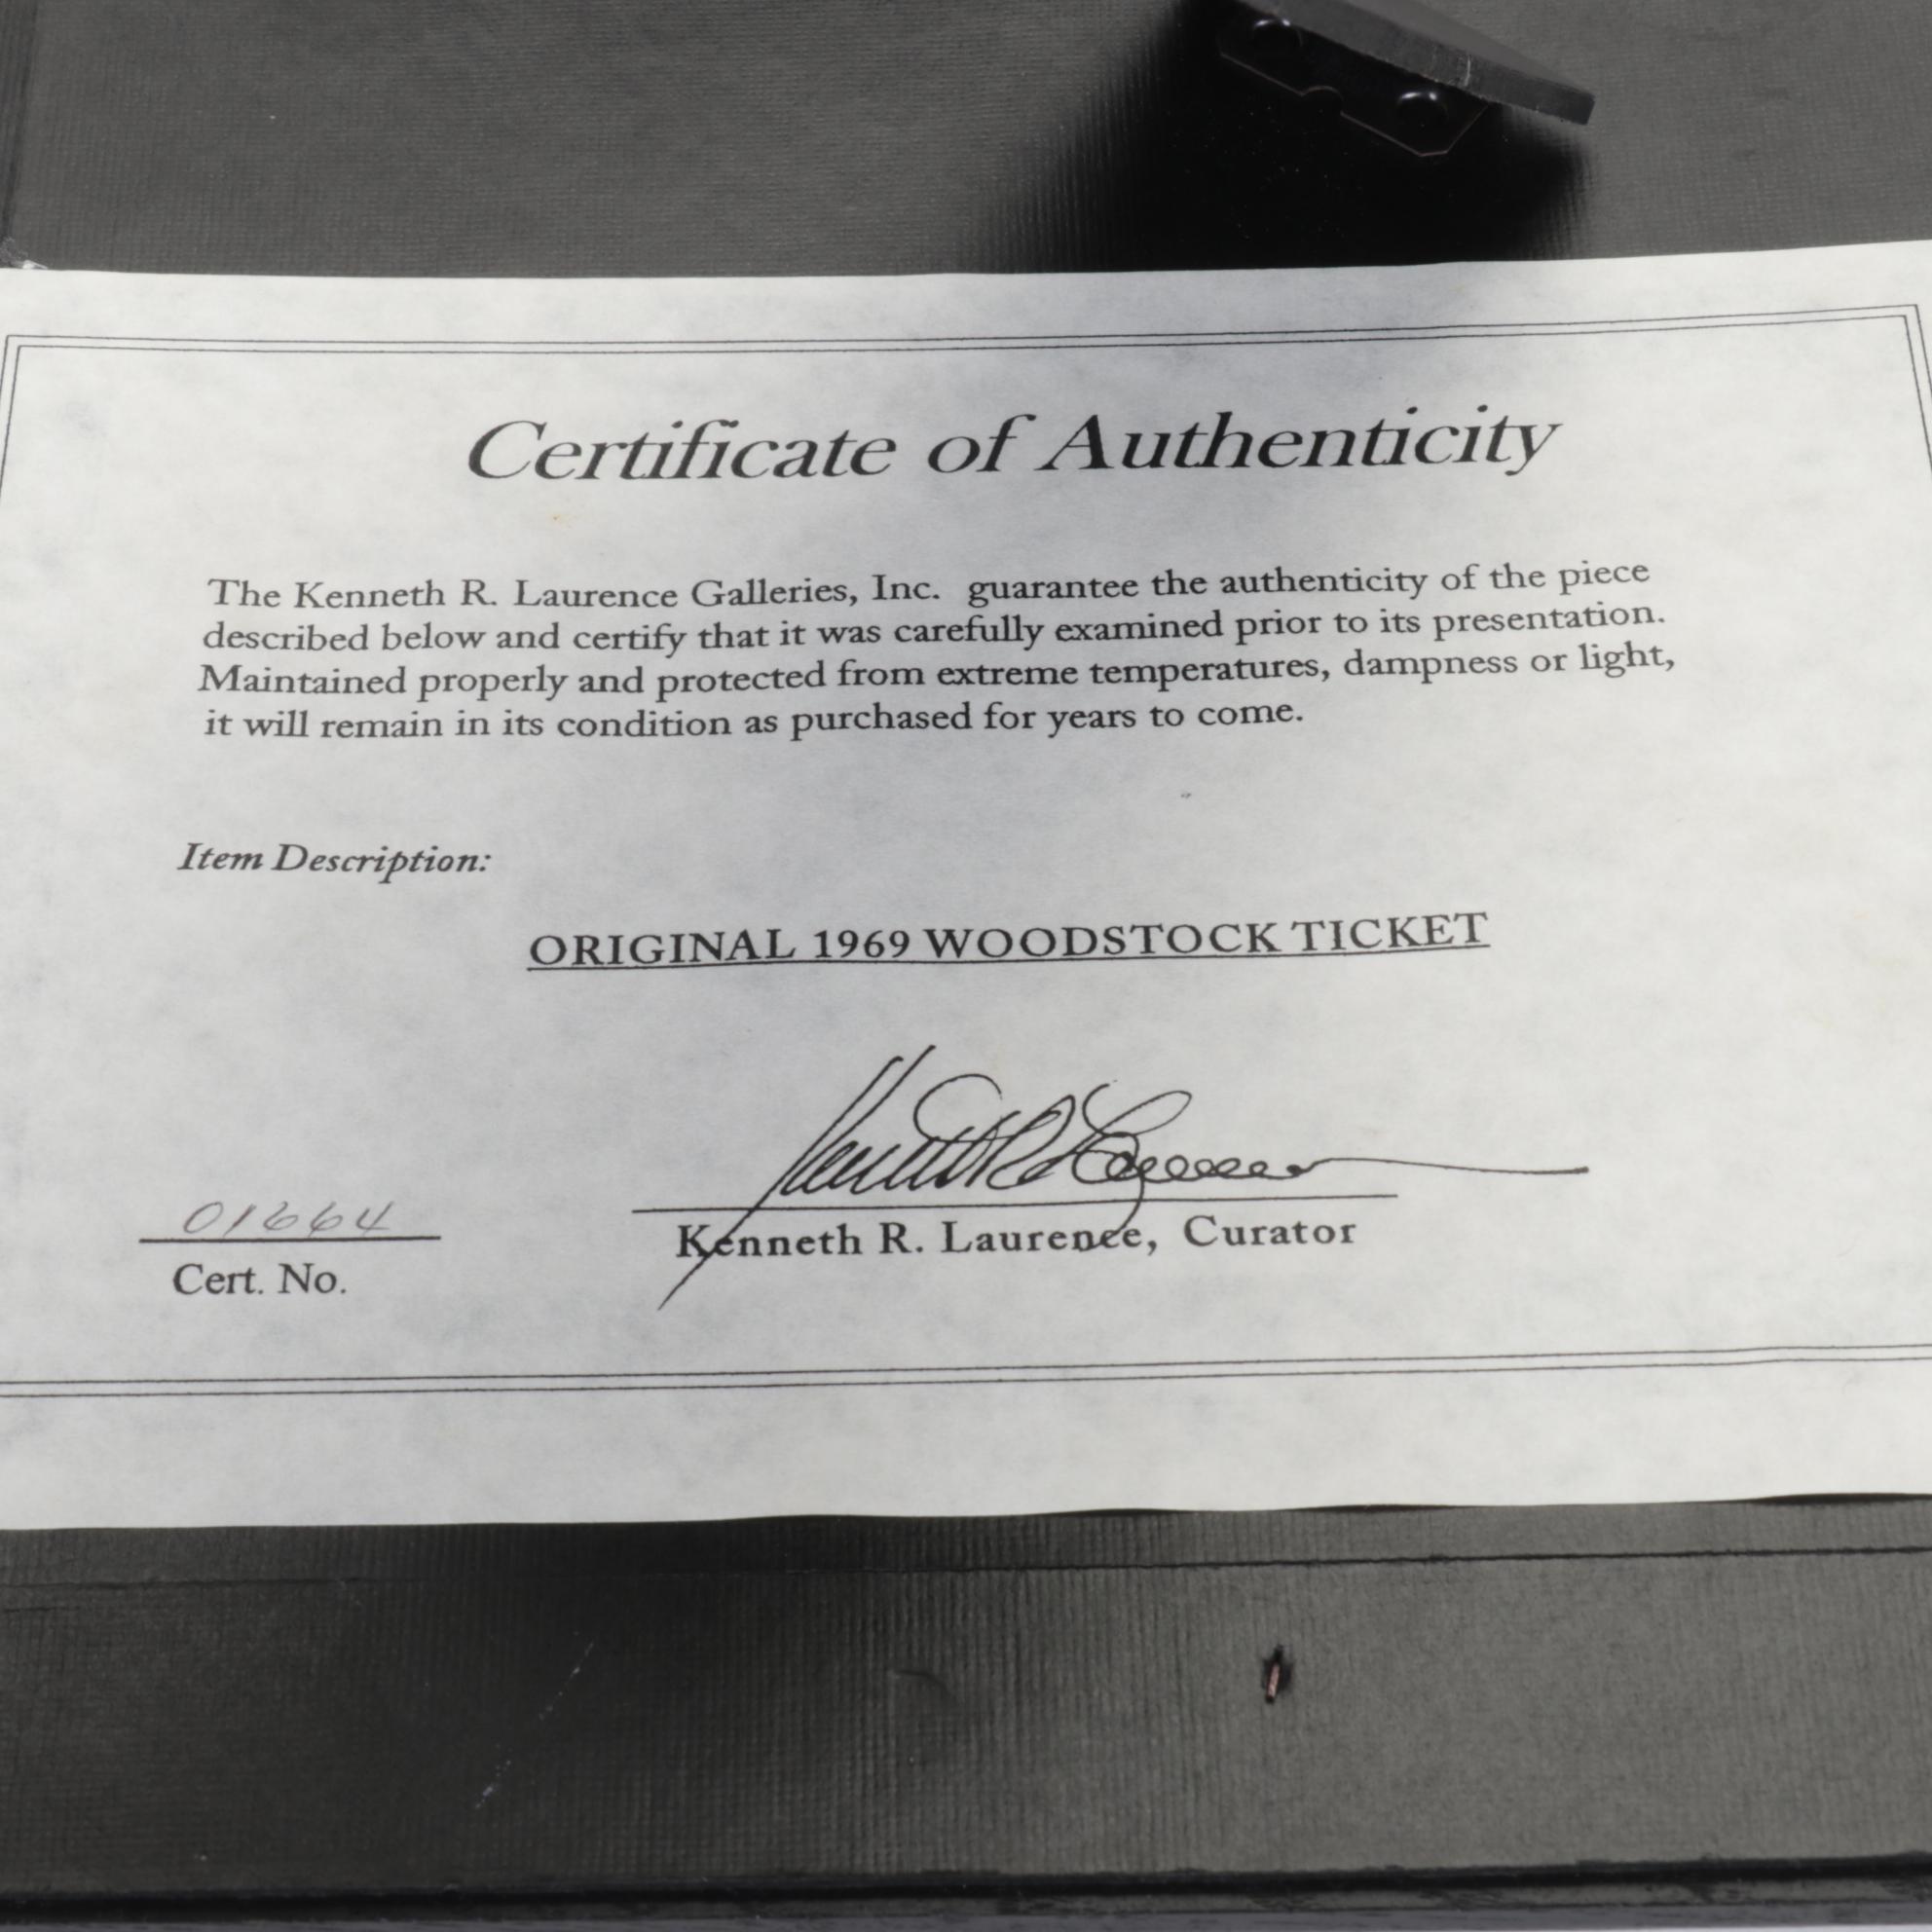 Certificate of Authenticity
The Kenneth R. Laurence Galleries, Inc. guarantee the authenticity of the piece
described below and certify that it was carefully examined prior to its presentation.
Maintained properly and protected from extreme temperatures, dampness or light,
it will remain in its condition as purchased for years to come.
Item Description:
ORIGINAL 1969 WOODSTOCK TICKET
Kenneth R Laurence
01664
Kenneth R. Laurence, Curator
Cert. No.